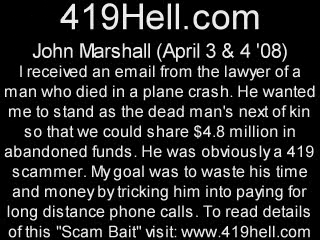 419Hell.com
John Marshall (April 3 & 4 '08)
I received an email from the lawyer of a
man who died in a plane crash. He wanted
me to stand as the dead man's next of kin
so that we could share $4.8 million in
abandoned funds. He was obviously a 419
scammer. My goal was to waste his time
and money by tricking him into paying for
long distance phone calls. To read details
of this "Scam Bait" visit: www.419hell.com